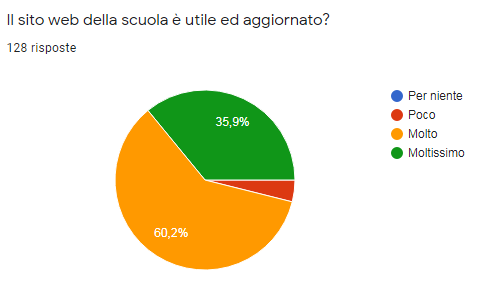 Il sito web della scuola è utile ed aggiornato?
128 risposte
Per niente
Poco
Molto
Moltissimo
35,9%
60,2%